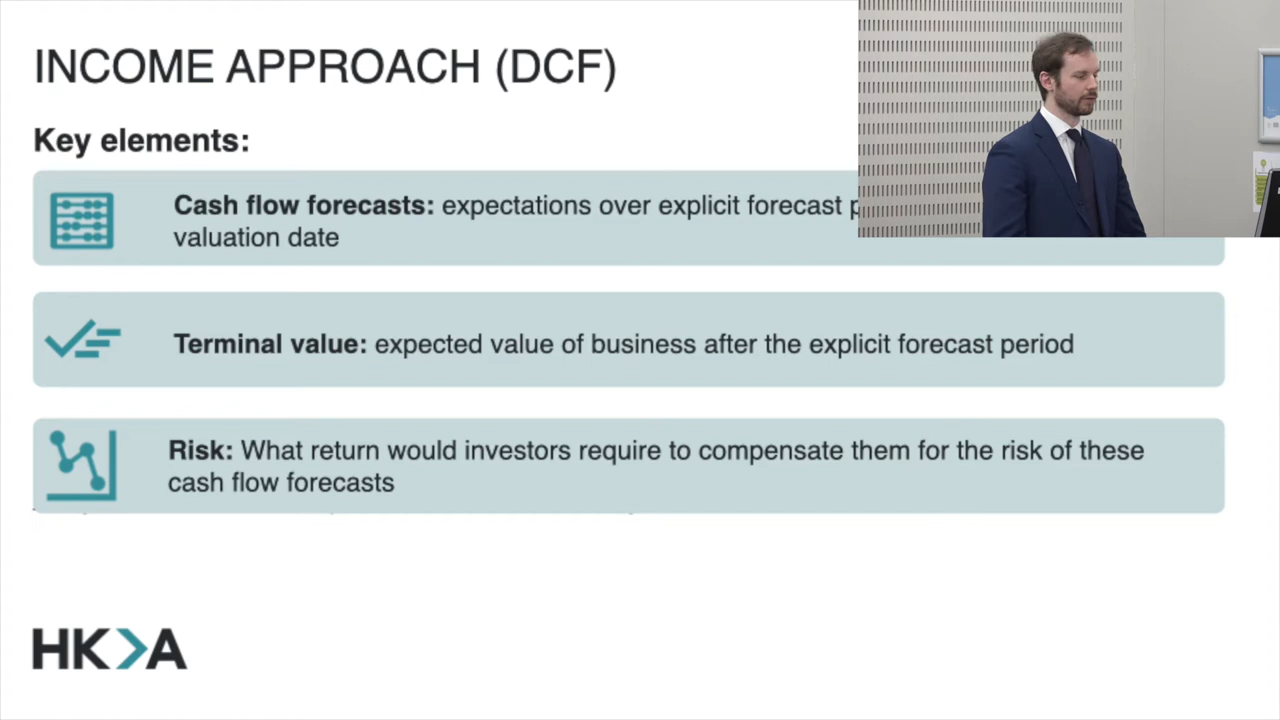 INCOME APPROACH (DCF)
Key elements:
Cash flow forecasts: expectations over explicit forecast
valuation date
Terminal value: expected value of business after the explicit forecast period
Risk: What return would investors require to compensate them for the risk of these
cash flow forecasts
HK>A